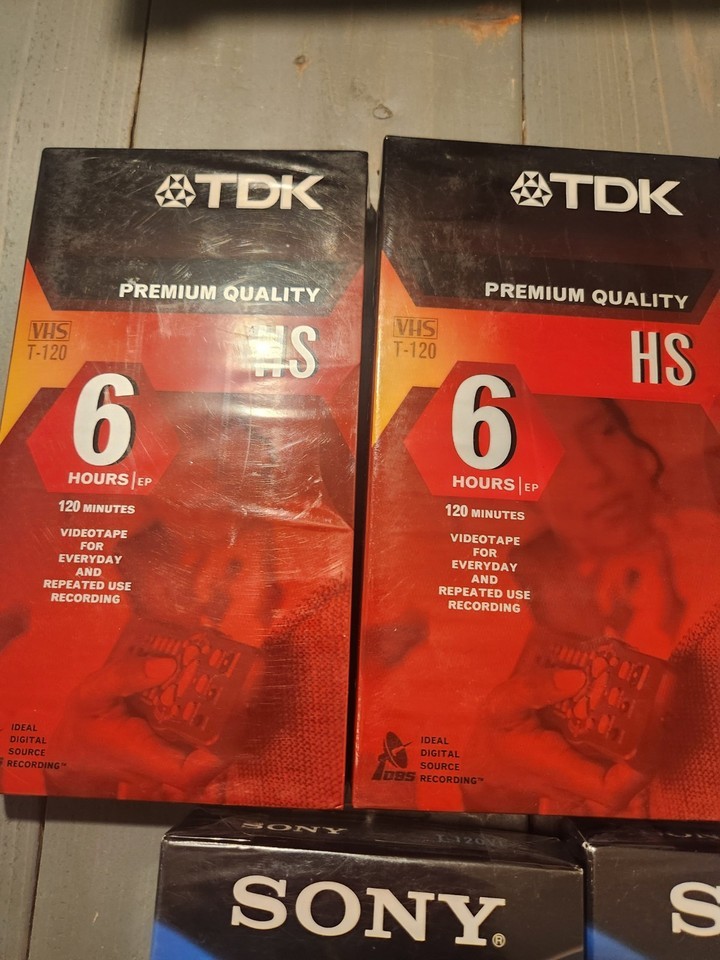 TDK
PREMIUM QUALITY
VHS
T-120
HS
6
HOURS | EP
120 MINUTES
VIDEOTAPE
FOR
EVERYDAY
AND
REPEATED USE
RECORDING
IDEAL
DIGITAL
SOURCE
RECORDING™
TDK
PREMIUM QUALITY
VHS
T-120
HS
6
HOURS | EP
120 MINUTES
VIDEOTAPE
FOR
EVERYDAY
AND
REPEATED USE
RECORDING
IDEAL
DIGITAL
SOURCE
IDSS RECORDING™
SONY
SONY®